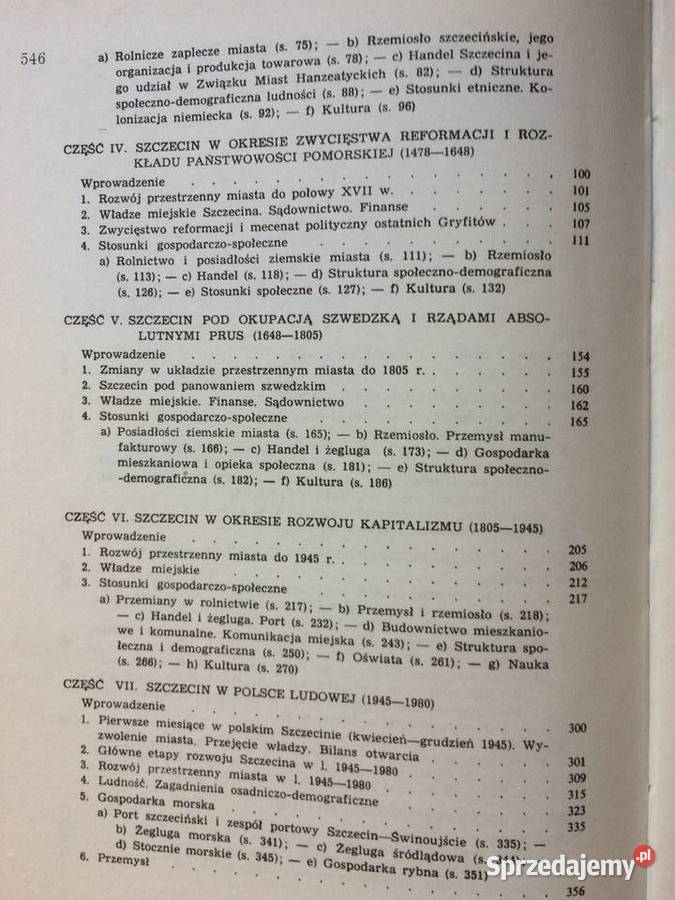 546
a) Rolnicze zaplecze miasta (s. 75); — b) Rzemiosło szczecińskie, jego
organizacja i produkcja towarowa (s. 78); — c) Handel Szczecina i je-
go udział w Związku Miast Hanzeatyckich (s. 82); — d) Struktura
społeczno-demograficzna ludności (s. 88); — e) Stosunki etniczne. Ko-
lonizacja niemiecka (s. 92); — f) Kultura (s. 96)
CZĘŚĆ IV. SZCZECIN W OKRESIE ZWYCIĘSTWA REFORMACJI I ROZ-
KŁADU PAŃSTWOWOŚCI POMORSKIEJ (1478—1648)
Wprowadzenie . . . . . . . . . . . . . . 100
1. Rozwój przestrzenny miasta do połowy XVII w. . . . . . . 101
2. Władze miejskie Szczecina. Sądownictwo. Finanse . . . . . 105
3. Zwycięstwo reformacji i mecenat polityczny ostatnich Gryfitów . . . 107
4. Stosunki gospodarczo-społeczne . . . . . . . . . 111
a) Rolnictwo i posiadłości ziemskie miasta (s. 111); — b) Rzemiosło
(s. 113); — c) Handel (s. 118); — d) Struktura społeczno-demograficzna
(s. 126); — e) Stosunki społeczne (s. 127); — f) Kultura (s. 132)
CZĘŚĆ V. SZCZECIN POD OKUPACJĄ SZWEDZKĄ I RZĄDAMI ABSO-
LUTNYMI PRUS (1648—1805)
Wprowadzenie . . . . . . . . . . . . . . 154
1. Zmiany w układzie przestrzennym miasta do 1805 r. . . . . . 155
2. Szczecin pod panowaniem szwedzkim . . . . . . . . 160
3. Władze miejskie. Finanse. Sądownictwo . . . . . . . 162
4. Stosunki gospodarczo-społeczne . . . . . . . . . 165
a) Posiadłości ziemskie miasta (s. 165); — b) Rzemiosło. Przemysł manu-
fakturowy (s. 166); — c) Handel i żegluga (s. 173); — d) Gospodarka
mieszkaniowa i opieka społeczna (s. 181); — e) Struktura społeczno-
-demograficzna (s. 182); — f) Kultura (s. 186)
CZĘŚĆ VI. SZCZECIN W OKRESIE ROZWOJU KAPITALIZMU (1805—1945)
Wprowadzenie . . . . . . . . . . . . . . 205
1. Rozwój przestrzenny miasta do 1945 r. . . . . . . . . 206
2. Władze miejskie . . . . . . . . . . . . . 212
3. Stosunki gospodarczo-społeczne . . . . . . . . . 217
a) Przemiany w rolnictwie (s. 217); — b) Przemysł i rzemiosło (s. 218);
— c) Handel i żegluga. Port (s. 232); — d) Budownictwo mieszkanio-
we i komunalne. Komunikacja miejska (s. 243); — e) Struktura spo-
łeczna i demograficzna (s. 250); — f) Oświata (s. 261); — g) Nauka
(s. 266); — h) Kultura (s. 270)
CZĘŚĆ VII. SZCZECIN W POLSCE LUDOWEJ (1945—1980)
Wprowadzenie . . . . . . . . . . . . . . 300
1. Pierwsze miesiące w polskim Szczecinie (kwiecień—grudzień 1945). Wy-
zwolenie miasta. Przejęcie władzy. Bilans otwarcia . . . . . 301
2. Główne etapy rozwoju Szczecina w l. 1945—1980 . . . . . . 309
3. Rozwój przestrzenny miasta w l. 1945—1980 . . . . . . . 315
4. Ludność. Zagadnienia osadniczo-demograficzne . . . . . . 323
5. Gospodarka morska . . . . . . . . . . . . 335
a) Port szczeciński i zespół portowy Szczecin—Świnoujście (s. 335); —
b) Żegluga morska (s. 341); — c) Żegluga śródlądowa (s.
d) Stocznie morskie (s. 345); — e) Gospodarka rybna (s. 351)
6. Przemysł . . . . . . . . . . . . . . 356
Sprzedajemy.pl